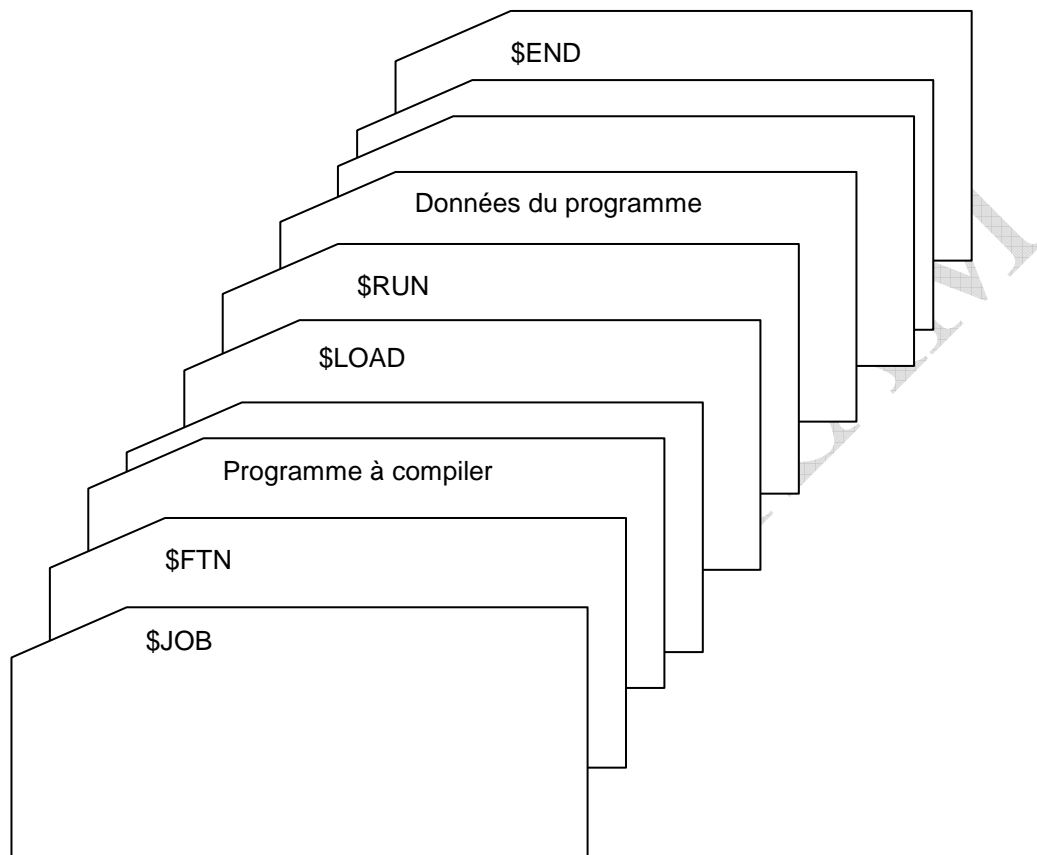 $END
Données du programme
$RUN
$LOAD
Programme à compiler
$FTN
$JOB